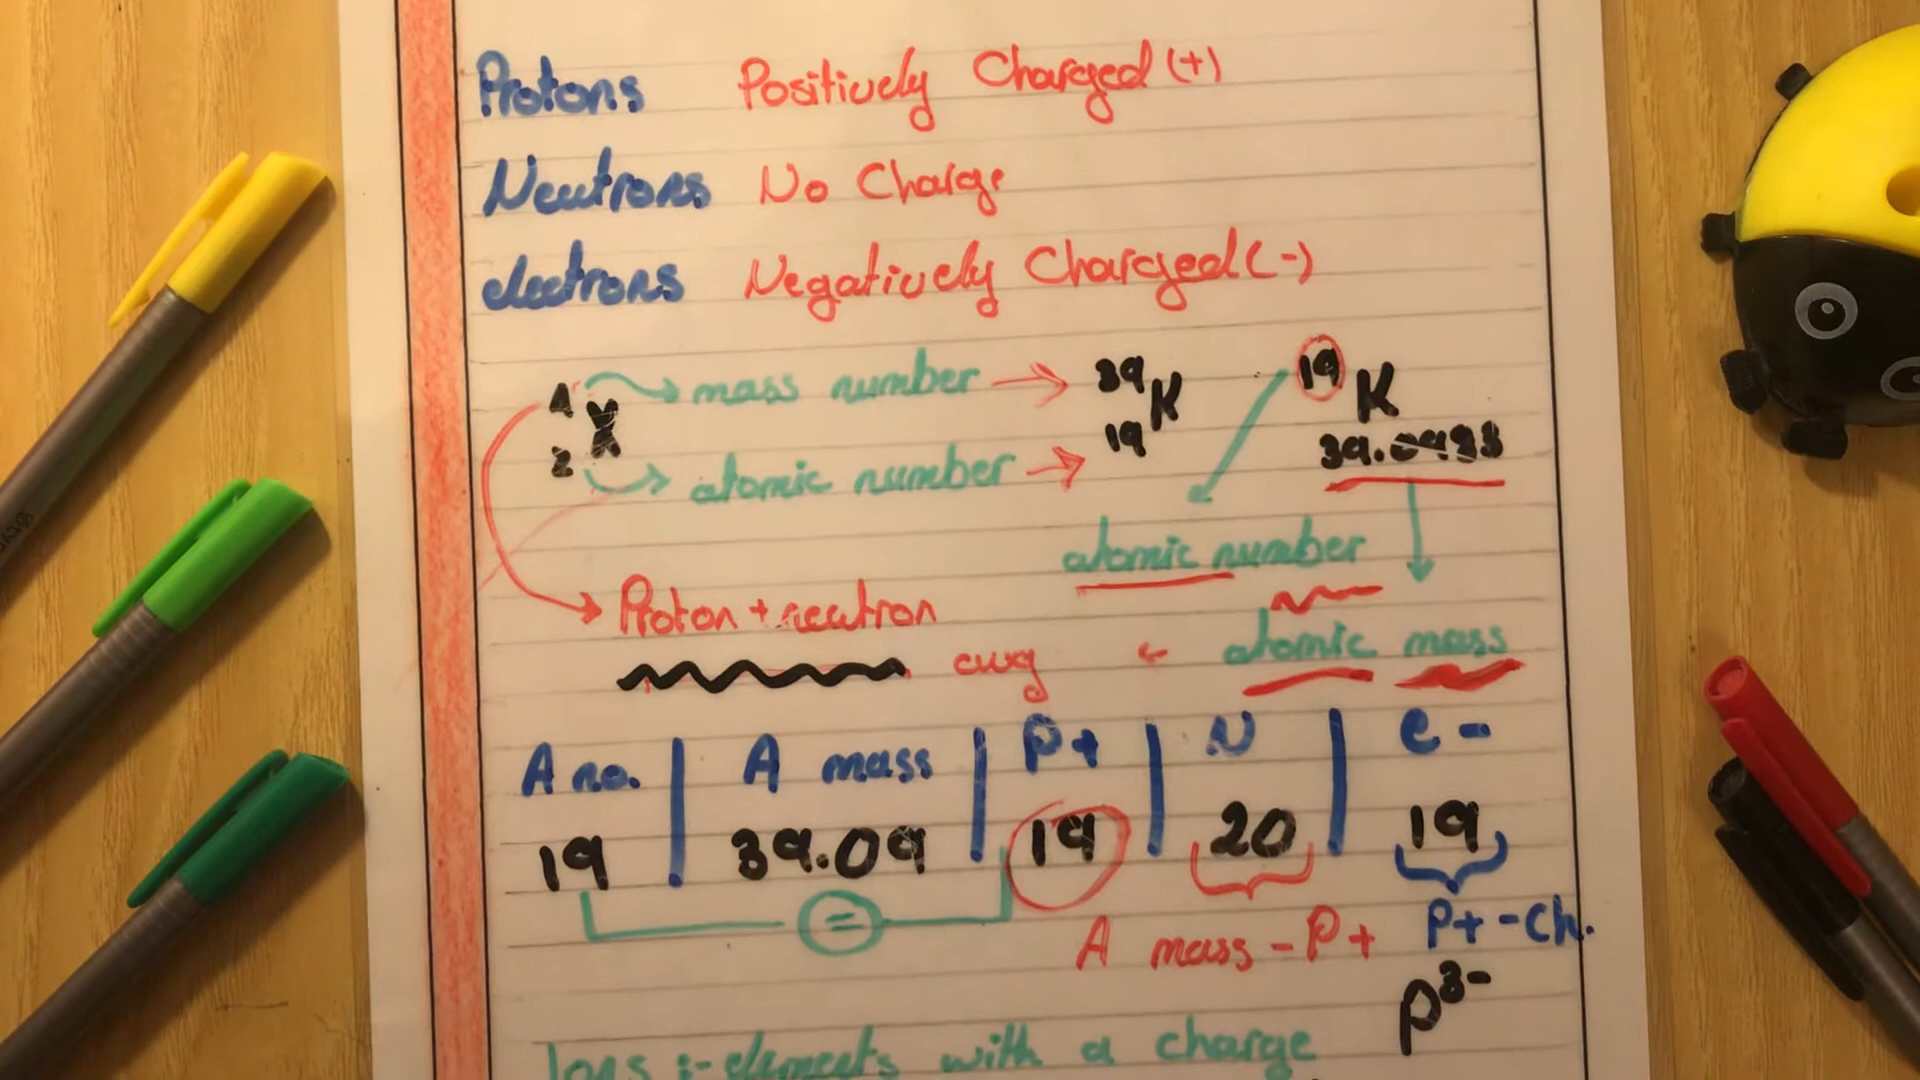 Protons Positively Charged (+)
Neutrons No Charge
electrons Negatively Charged (-)
A mass number → 39 K 19 K
Z X atomic number → 19 39.0983
atomic number
Proton + neutron
avg ← atomic mass
A no. | A mass | P+ | N | e -
19 | 39.09 | 19 | 20 | 19
=
A mass - P+ P+ - Ch.
P3-
Ions :- elements with a charge